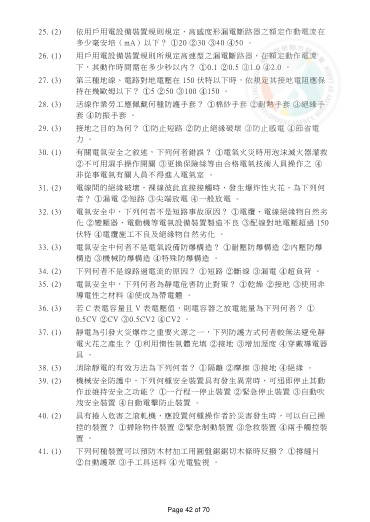 25. (2) 依用戶用電設備裝置規則規定，高感度形漏電斷路器之額定作動電流在
多少毫安培（mA）以下？ ①20 ②30 ③40 ④50 。
26. (1) 用戶用電設備裝置規則所規定高速型之漏電斷路器，在額定動作電流
下，其動作時間需在多少秒以內？ ①0.1 ②0.5 ③1.0 ④2.0 。
27. (3) 第三種地線、電路對地電壓在 150 伏特以下時，依規定其接地電阻應保
持在幾歐姆以下？ ①5 ②50 ③100 ④150 。
28. (3) 活線作業勞工應佩戴何種防護手套？ ①棉紗手套 ②耐熱手套 ③絕緣手
套 ④防振手套 。
29. (3) 接地之目的為何？ ①防止短路 ②防止絕緣破壞 ③防止感電 ④節省電
力 。
30. (1) 有關電氣安全之敘述，下列何者錯誤？ ①電氣火災時用泡沫滅火器灌救
②不可用濕手操作開關 ③更換保險絲等由合格電氣技術人員操作之 ④
非從事電氣有關人員不得進入電氣室 。
31. (2) 電線間的絕緣破壞，裸線彼此直接接觸時，發生爆炸性火花，為下列何
者？ ①漏電 ②短路 ③尖端放電 ④一般放電 。
32. (3) 電氣安全中，下列何者不是短路事故原因？ ①電纜、電線絕緣物自然劣
化 ②變壓器、電動機等電氣設備裝置製造不良 ③配線對地電壓超過 150
伏特 ④電纜施工不良及絕緣物自然劣化 。
33. (3) 電氣安全中何者不是電氣設備防爆構造？ ①耐壓防爆構造 ②內壓防爆
構造 ③機械防爆構造 ④特殊防爆構造 。
34. (2) 下列何者不是線路過電流的原因？ ①短路 ②斷線 ③漏電 ④超負荷 。
35. (2) 電氣安全中，下列何者為靜電危害防止對策？ ①乾燥 ②接地 ③使用非
導電性之材料 ④使成為帶電體 。
36. (3) 若 C 表電容量且 V 表電壓值，則電容器之放電能量為下列何者？ ①
0.5CV ②CV ③0.5CV2 ④CV2 。
37. (1) 靜電為引發火災爆炸之重要火源之一，下列防護方式何者較無法避免靜
電火花之產生？ ①利用惰性氣體充填 ②接地 ③增加溼度 ④穿戴導電器
具 。
38. (3) 消除靜電的有效方法為下列何者？ ①隔離 ②摩擦 ③接地 ④絕緣 。
39. (2) 機械安全防護中，下列何種安全裝置具有發生異常時，可迅即停止其動
作並維持安全之功能？ ①一行程一停止裝置 ②緊急停止裝置 ③自動吹
洩安全裝置 ④自動電擊防止裝置 。
40. (2) 具有捲入危害之滾軋機，應設置何種操作者於災害發生時，可以自己操
控的裝置？ ①掃除物件裝置 ②緊急制動裝置 ③急救裝置 ④兩手觸控裝
置 。
41. (1) 下列何種裝置可以預防木材加工用圓盤鋸鋸切木條時反撥？ ①撐縫片
②自動護罩 ③手工具送料 ④光電監視 。
Page 42 of 70